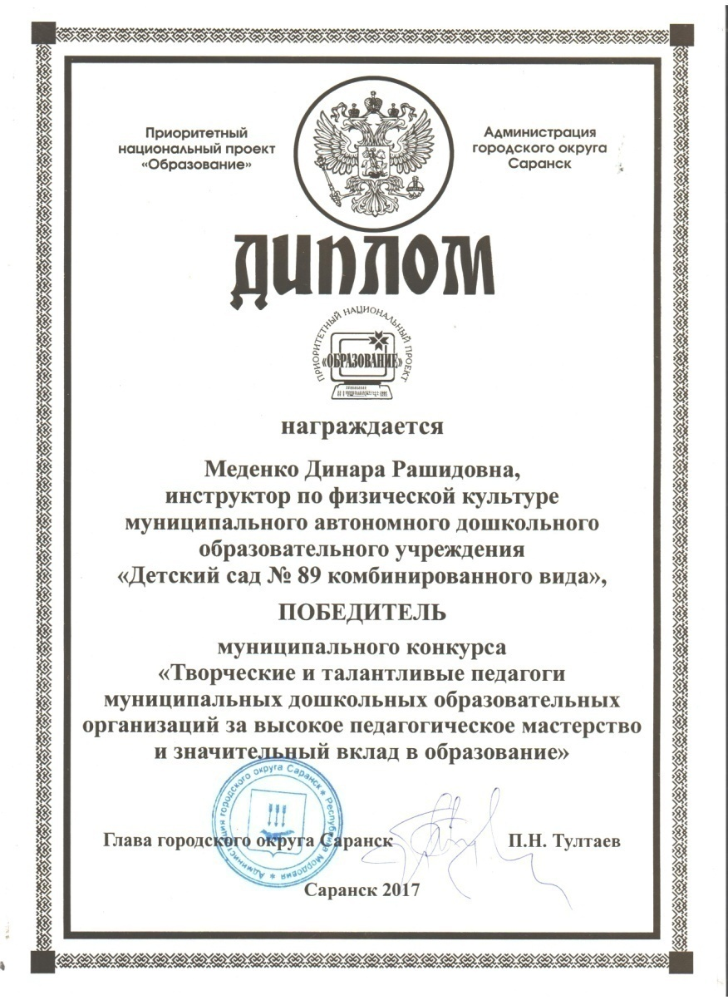 Приоритетный
национальный проект
«Образование»
Администрация
городского округа
Саранск
ДИПЛОМ
ПРИОРИТЕТНЫЙ НАЦИОНАЛЬНЫЙ ПРОЕКТ
«ОБРАЗОВАНИЕ»
награждается
Меденко Динара Рашидовна,
инструктор по физической культуре
муниципального автономного дошкольного
образовательного учреждения
«Детский сад № 89 комбинированного вида»,
ПОБЕДИТЕЛЬ
муниципального конкурса
«Творческие и талантливые педагоги
муниципальных дошкольных образовательных
организаций за высокое педагогическое мастерство
и значительный вклад в образование»
Администрация городского округа Саранск * Республика Мордовия *
Глава городского округа Саранск П.Н. Тултаев
Саранск 2017